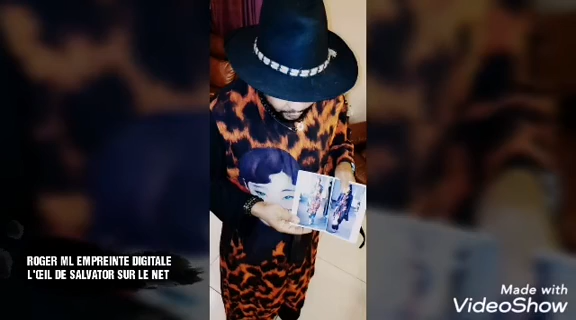 ROGER ML EMPREINTE DIGITALE
L'ŒIL DE SALVATOR SUR LE NET
Made with
VideoShow